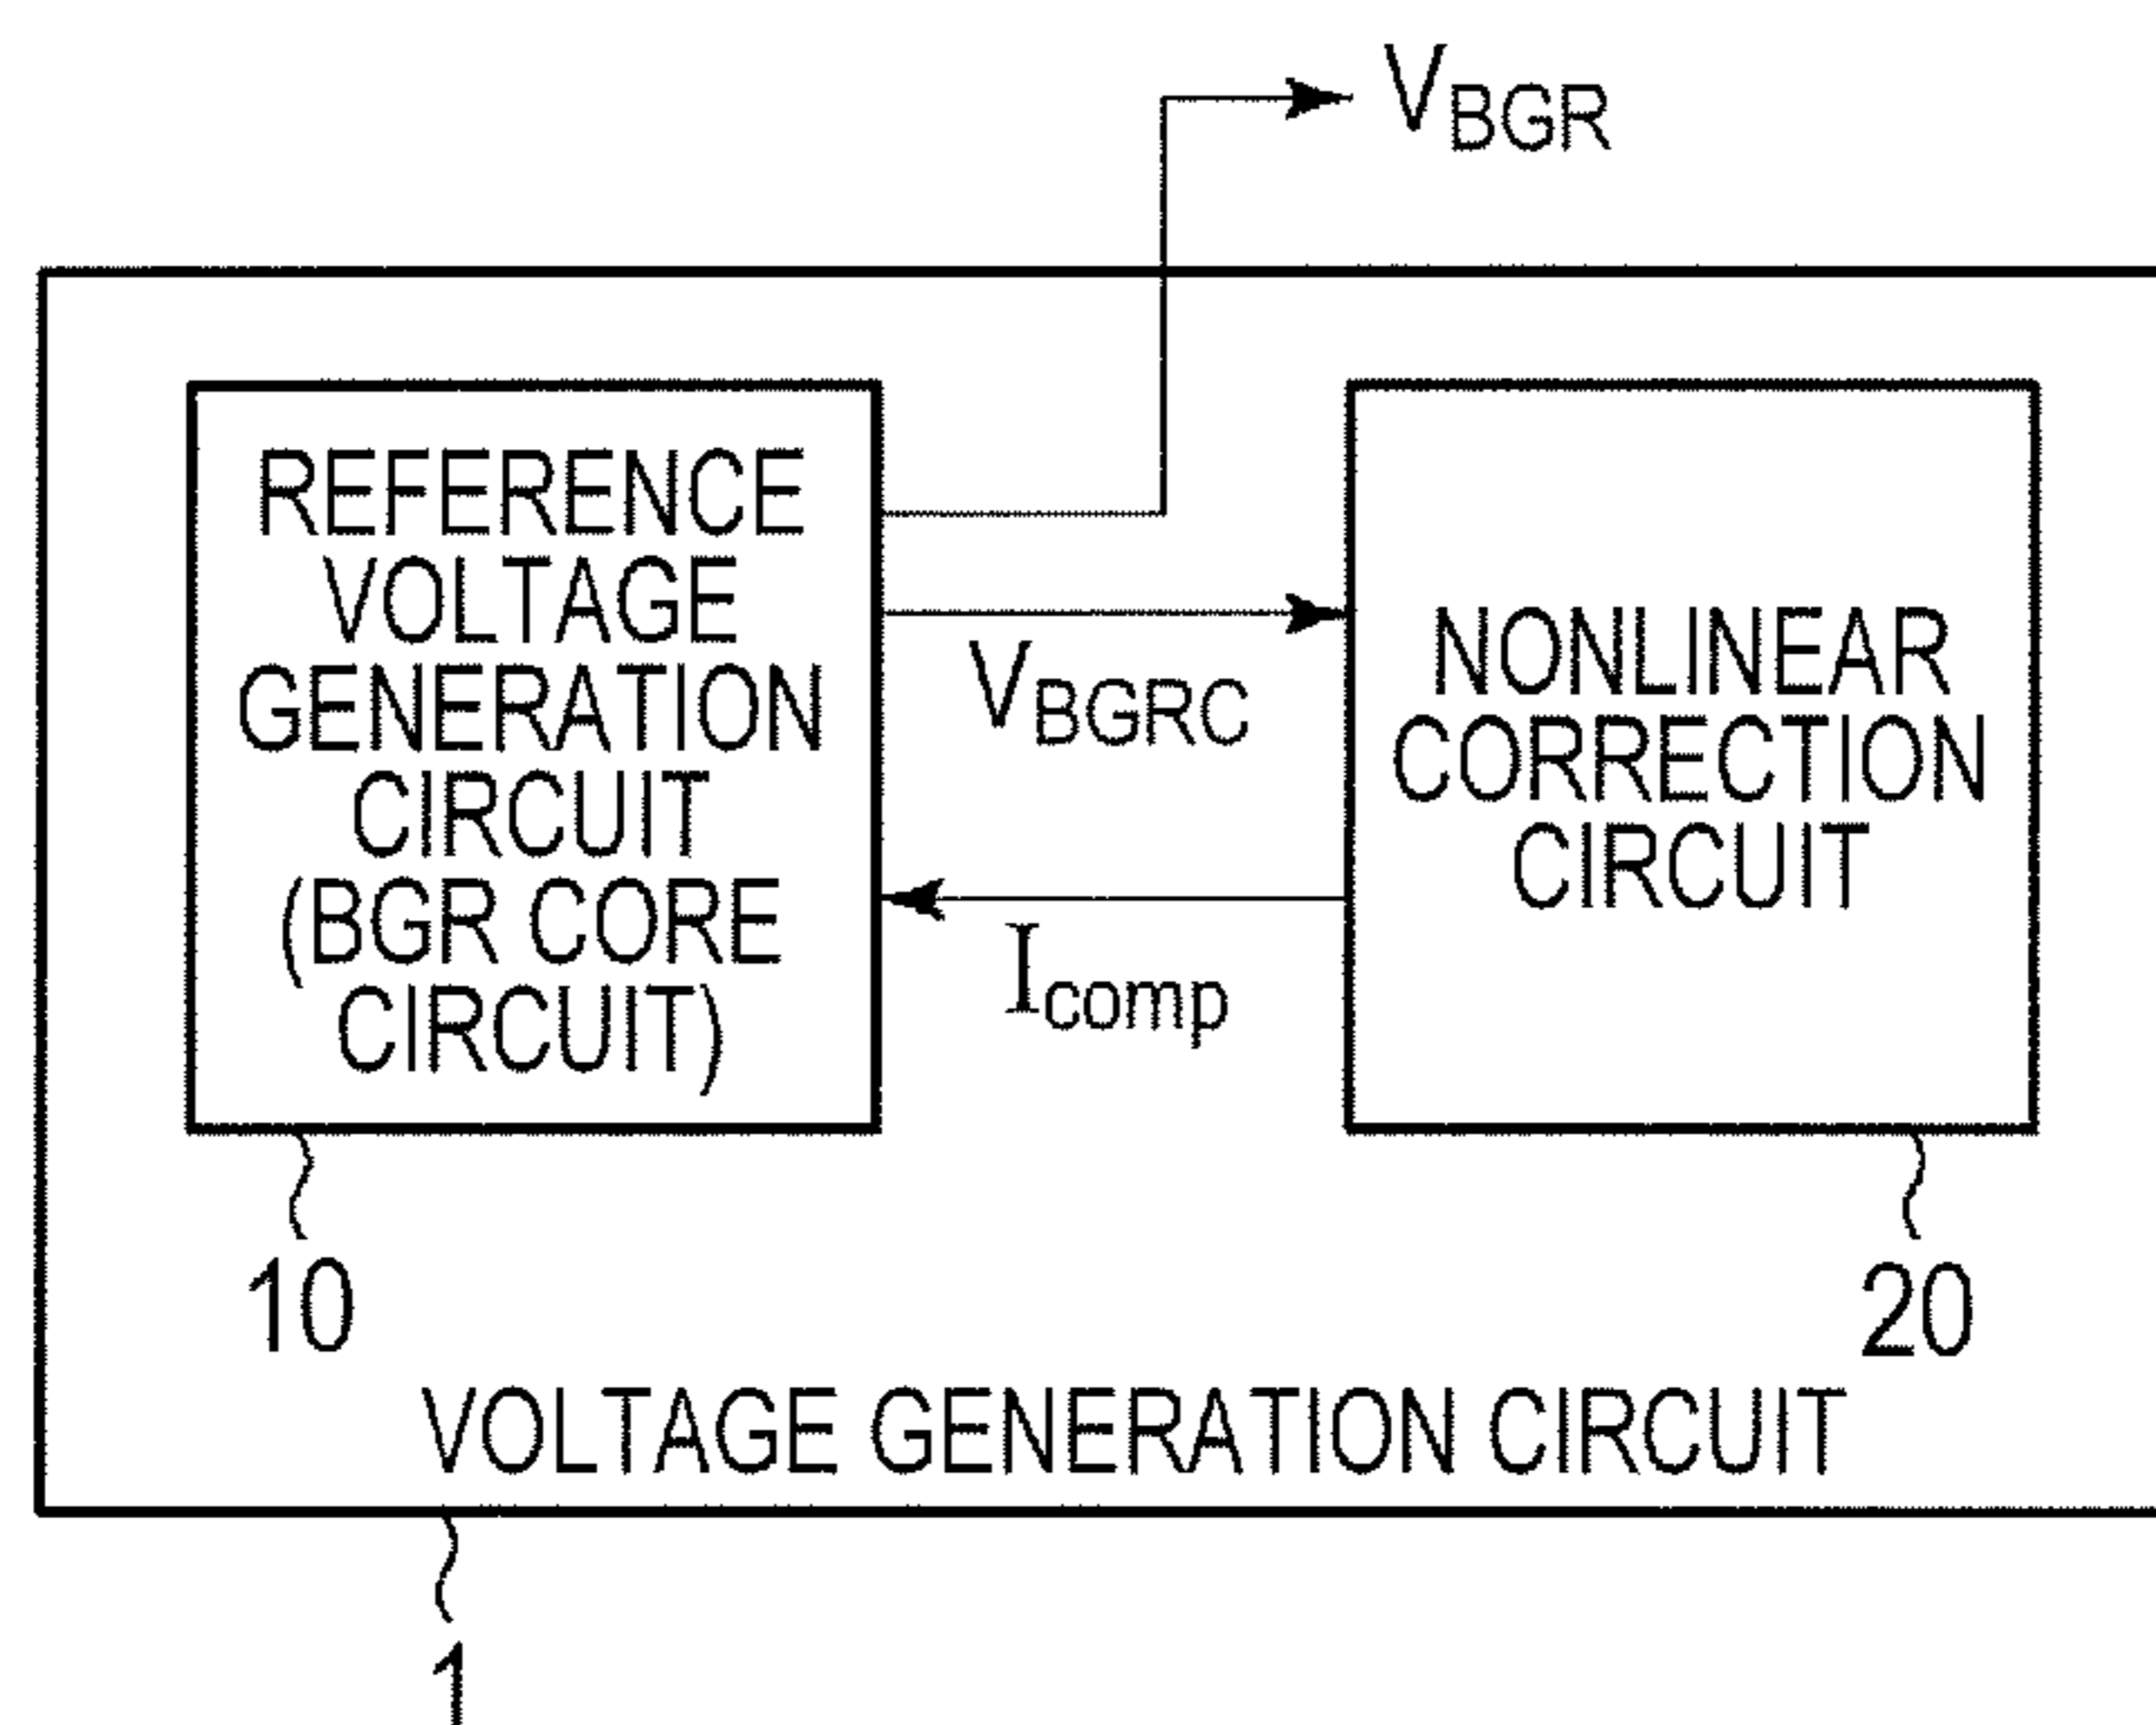 VBGR
REFERENCE
VOLTAGE
GENERATION
CIRCUIT
(BGR CORE
CIRCUIT)
VBGRC
Icomp
NONLINEAR
CORRECTION
CIRCUIT
10
20
VOLTAGE GENERATION CIRCUIT
1